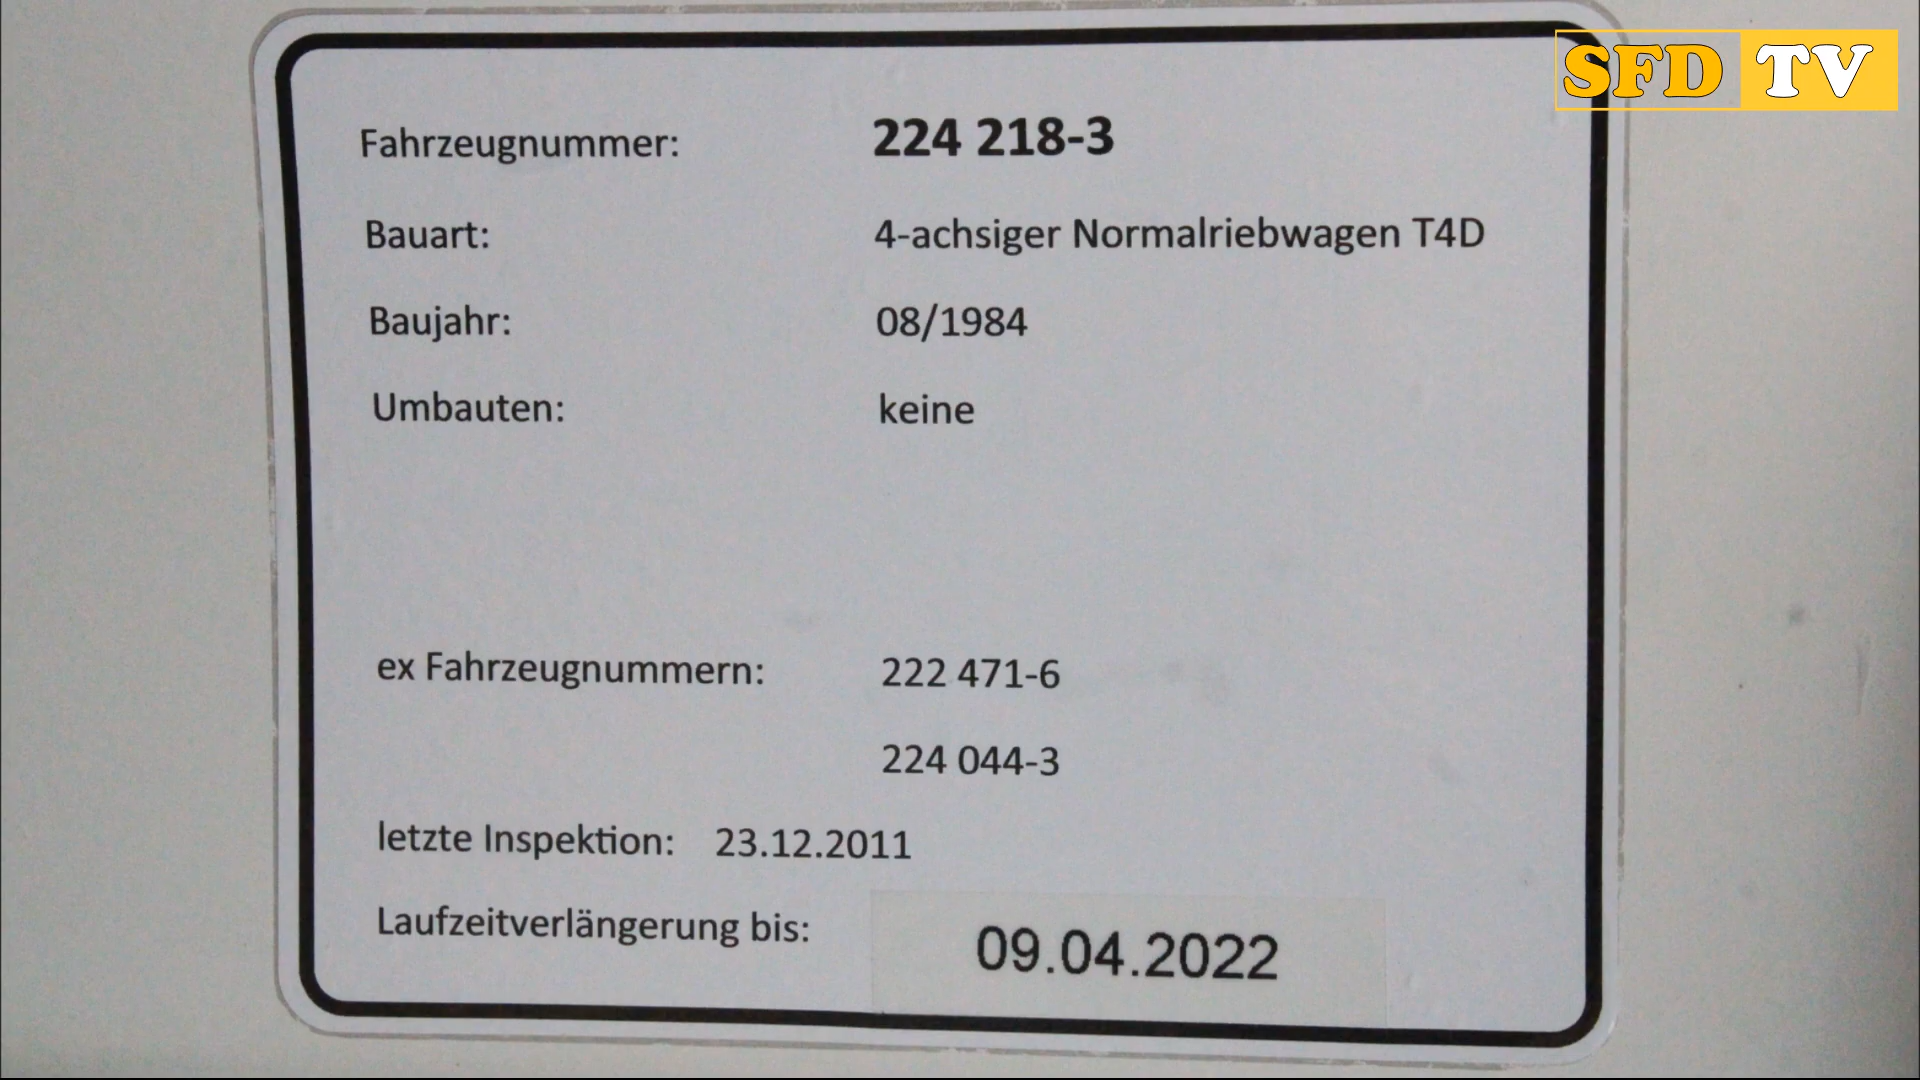 SFD TV
Fahrzeugnummer: 224 218-3
Bauart: 4-achsiger Normalriebwagen T4D
Baujahr: 08/1984
Umbauten: keine
ex Fahrzeugnummern: 222 471-6
224 044-3
letzte Inspektion: 23.12.2011
Laufzeitverlängerung bis: 09.04.2022